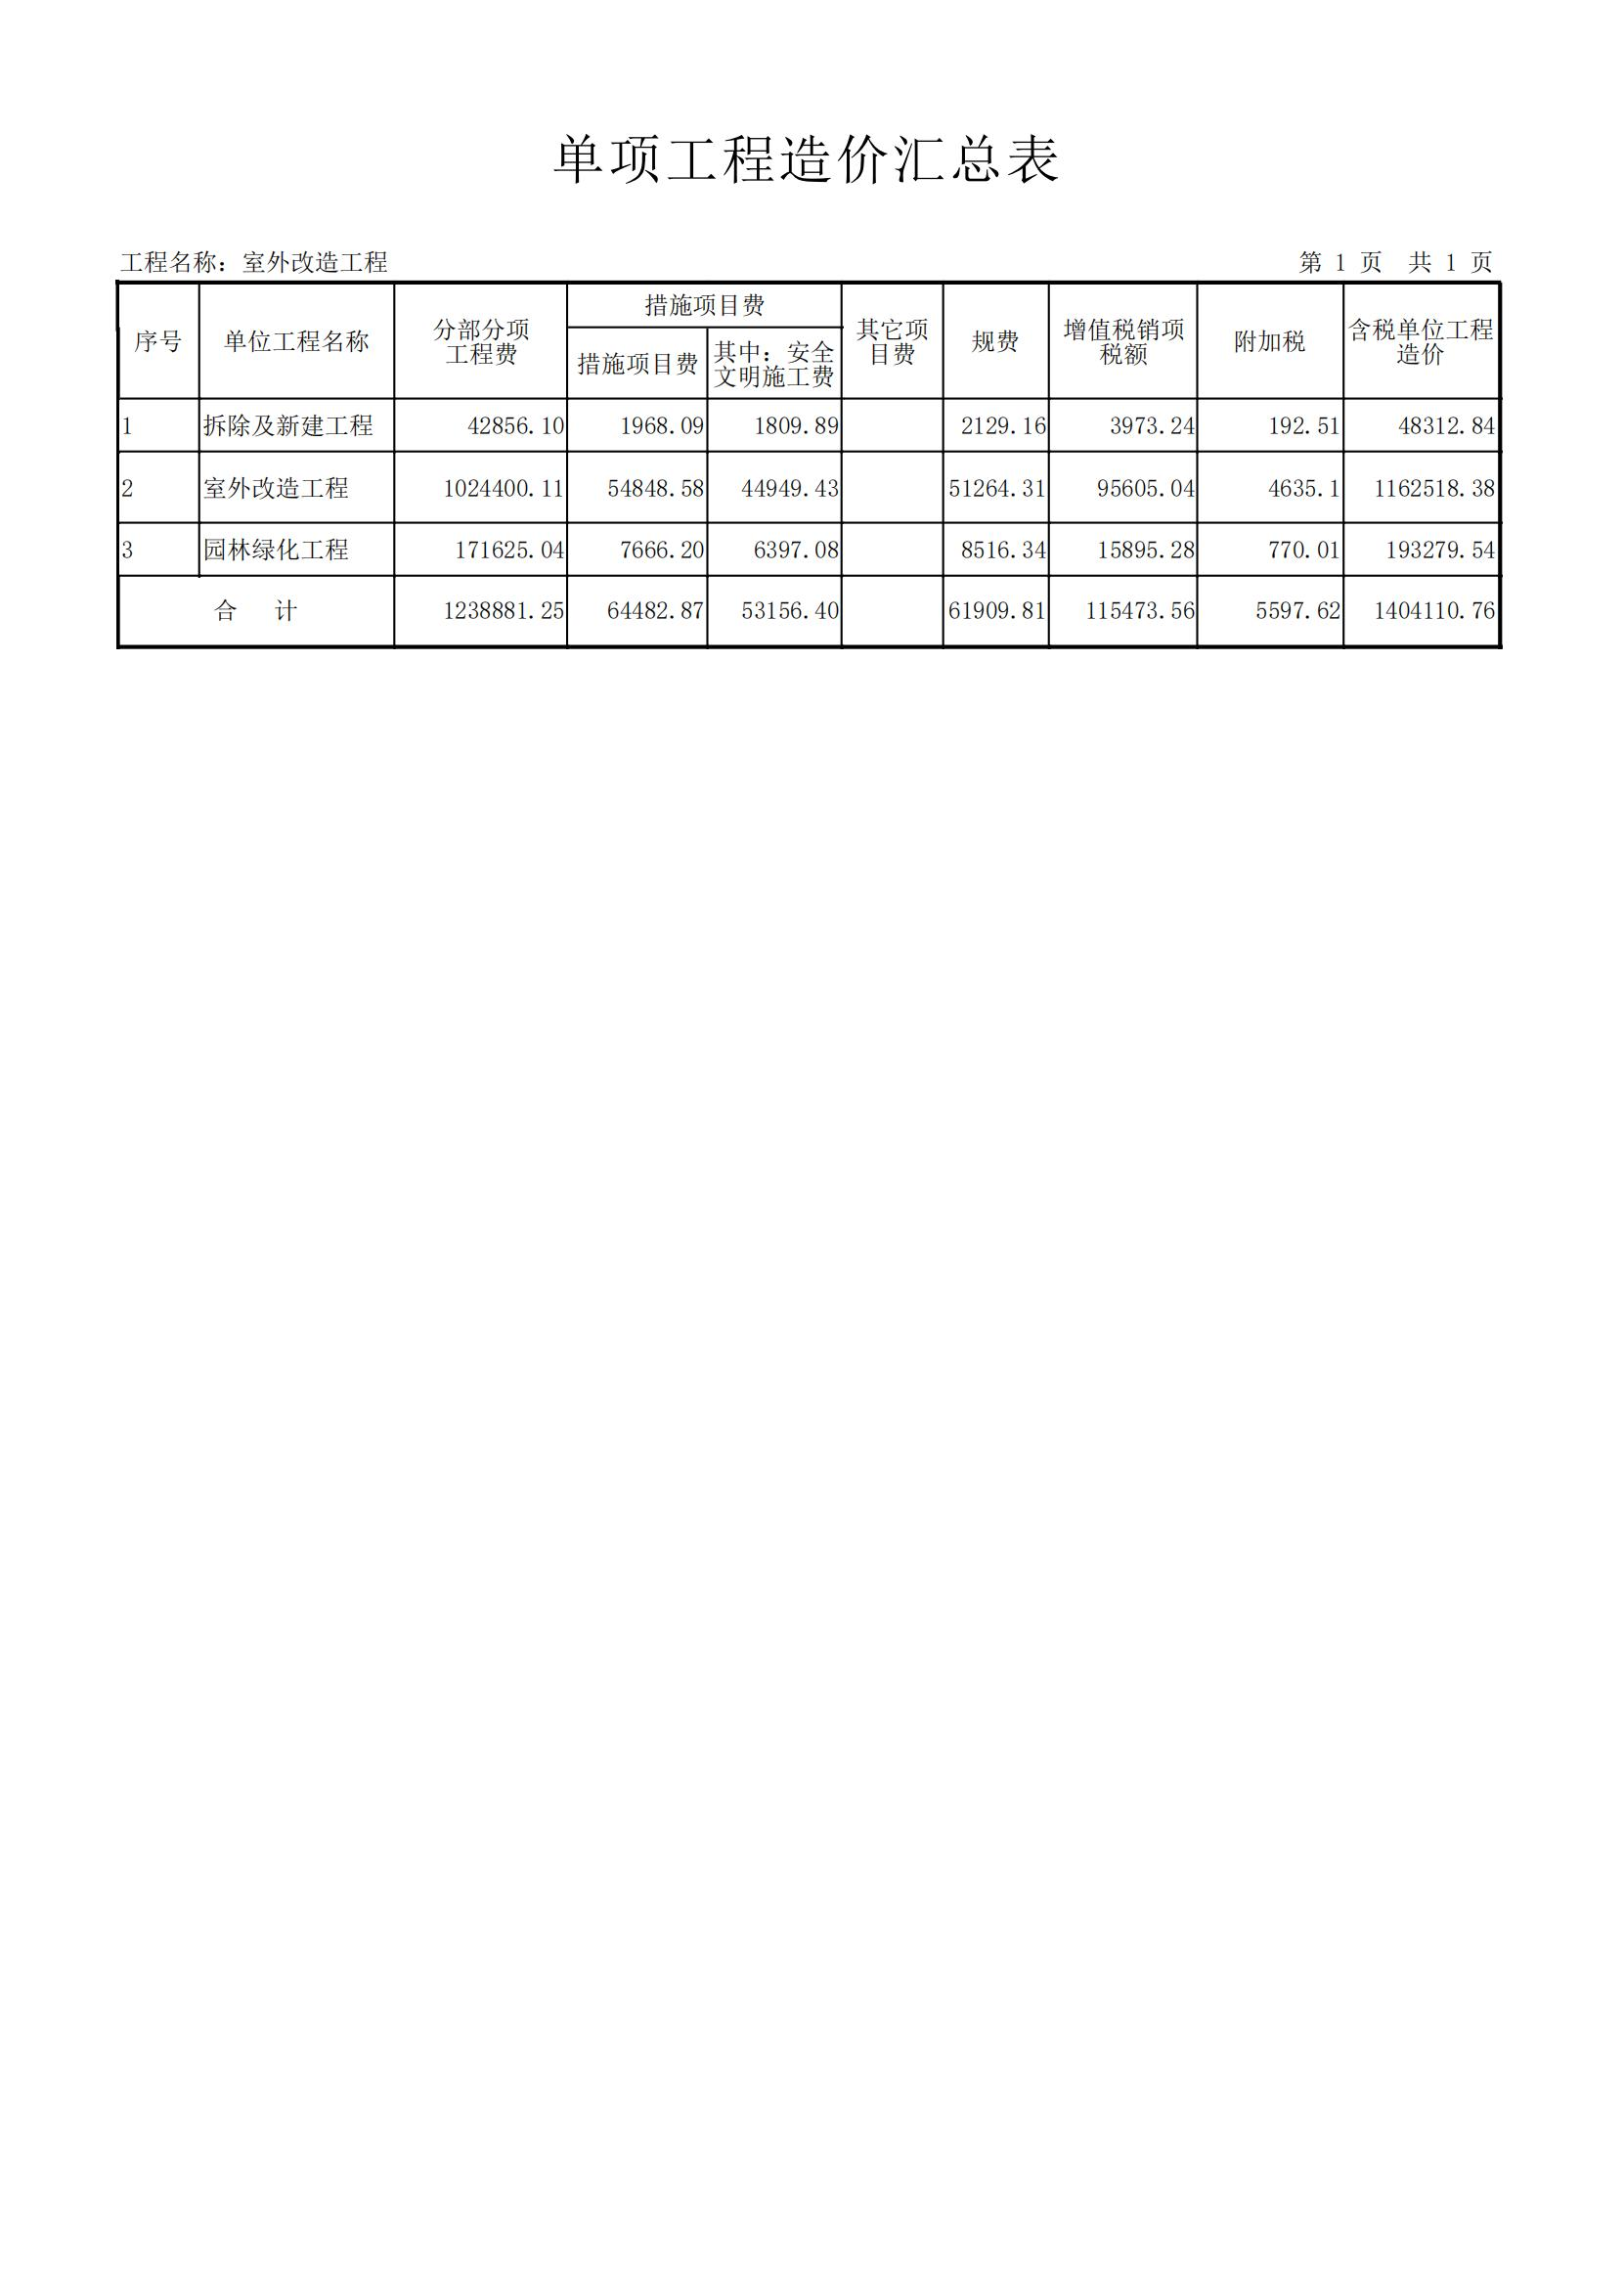 单项工程造价汇总表
工程名称：室外改造工程 第 1 页 共 1 页
序号 单位工程名称 分部分项工程费 措施项目费 其它项目费 规费 增值税销项税额 附加税 含税单位工程造价
措施项目费 其中：安全文明施工费
1 拆除及新建工程 42856.10 1968.09 1809.89 2129.16 3973.24 192.51 48312.84
2 室外改造工程 1024400.11 54848.58 44949.43 51264.31 95605.04 4635.1 1162518.38
3 园林绿化工程 171625.04 7666.20 6397.08 8516.34 15895.28 770.01 193279.54
合 计 1238881.25 64482.87 53156.40 61909.81 115473.56 5597.62 1404110.76